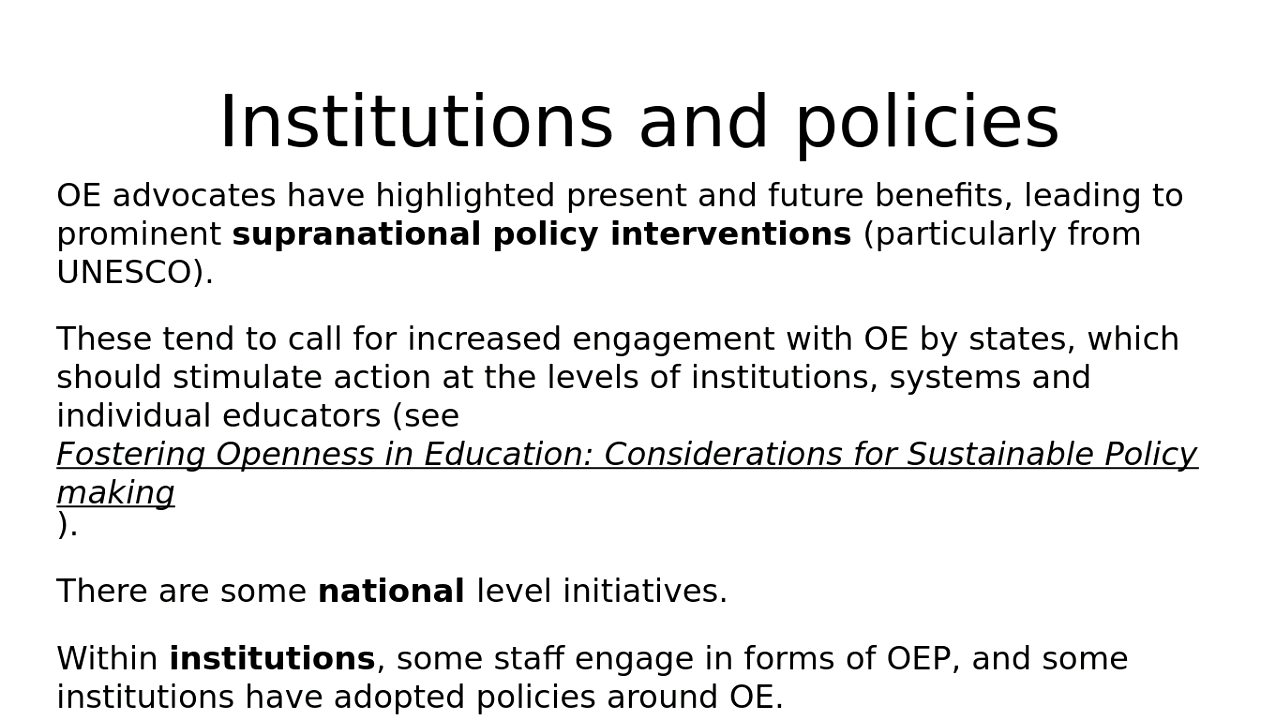 Institutions and policies
OE advocates have highlighted present and future benefits, leading to
prominent supranational policy interventions (particularly from
UNESCO).
These tend to call for increased engagement with OE by states, which
should stimulate action at the levels of institutions, systems and
individual educators (see
Fostering Openness in Education: Considerations for Sustainable Policy
making
).
There are some national level initiatives.
Within institutions, some staff engage in forms of OEP, and some
institutions have adopted policies around OE.